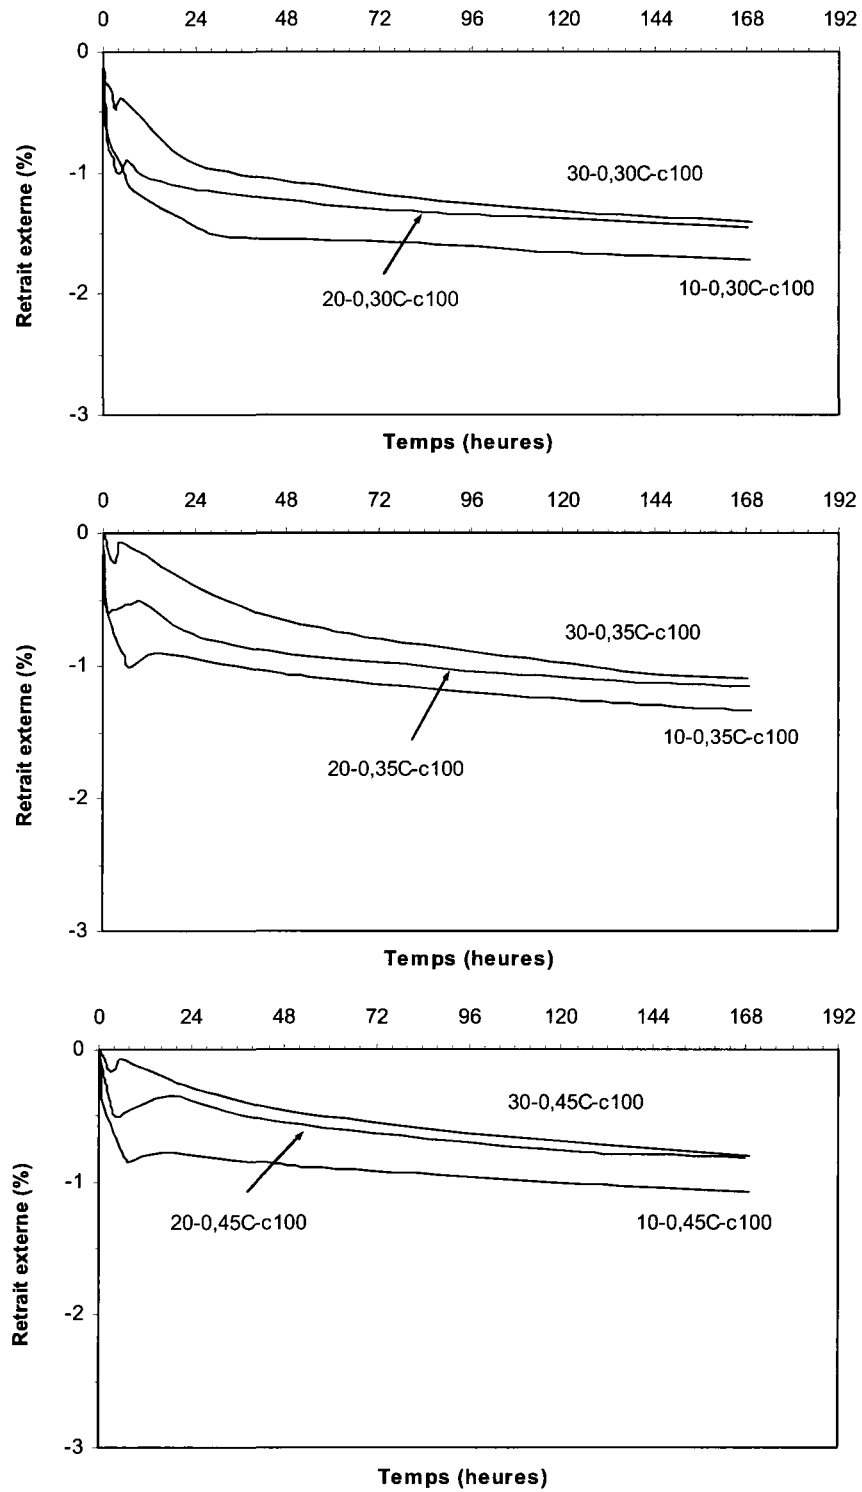 0 24 48 72 96 120 144 168 192
0
-1
-2
-3
Retrait externe (%)
30-0,30C-c100
20-0,30C-c100
10-0,30C-c100
Temps (heures)
0 24 48 72 96 120 144 168 192
0
-1
-2
-3
Retrait externe (%)
30-0,35C-c100
20-0,35C-c100
10-0,35C-c100
Temps (heures)
0 24 48 72 96 120 144 168 192
0
-1
-2
-3
Retrait externe (%)
30-0,45C-c100
20-0,45C-c100
10-0,45C-c100
Temps (heures)